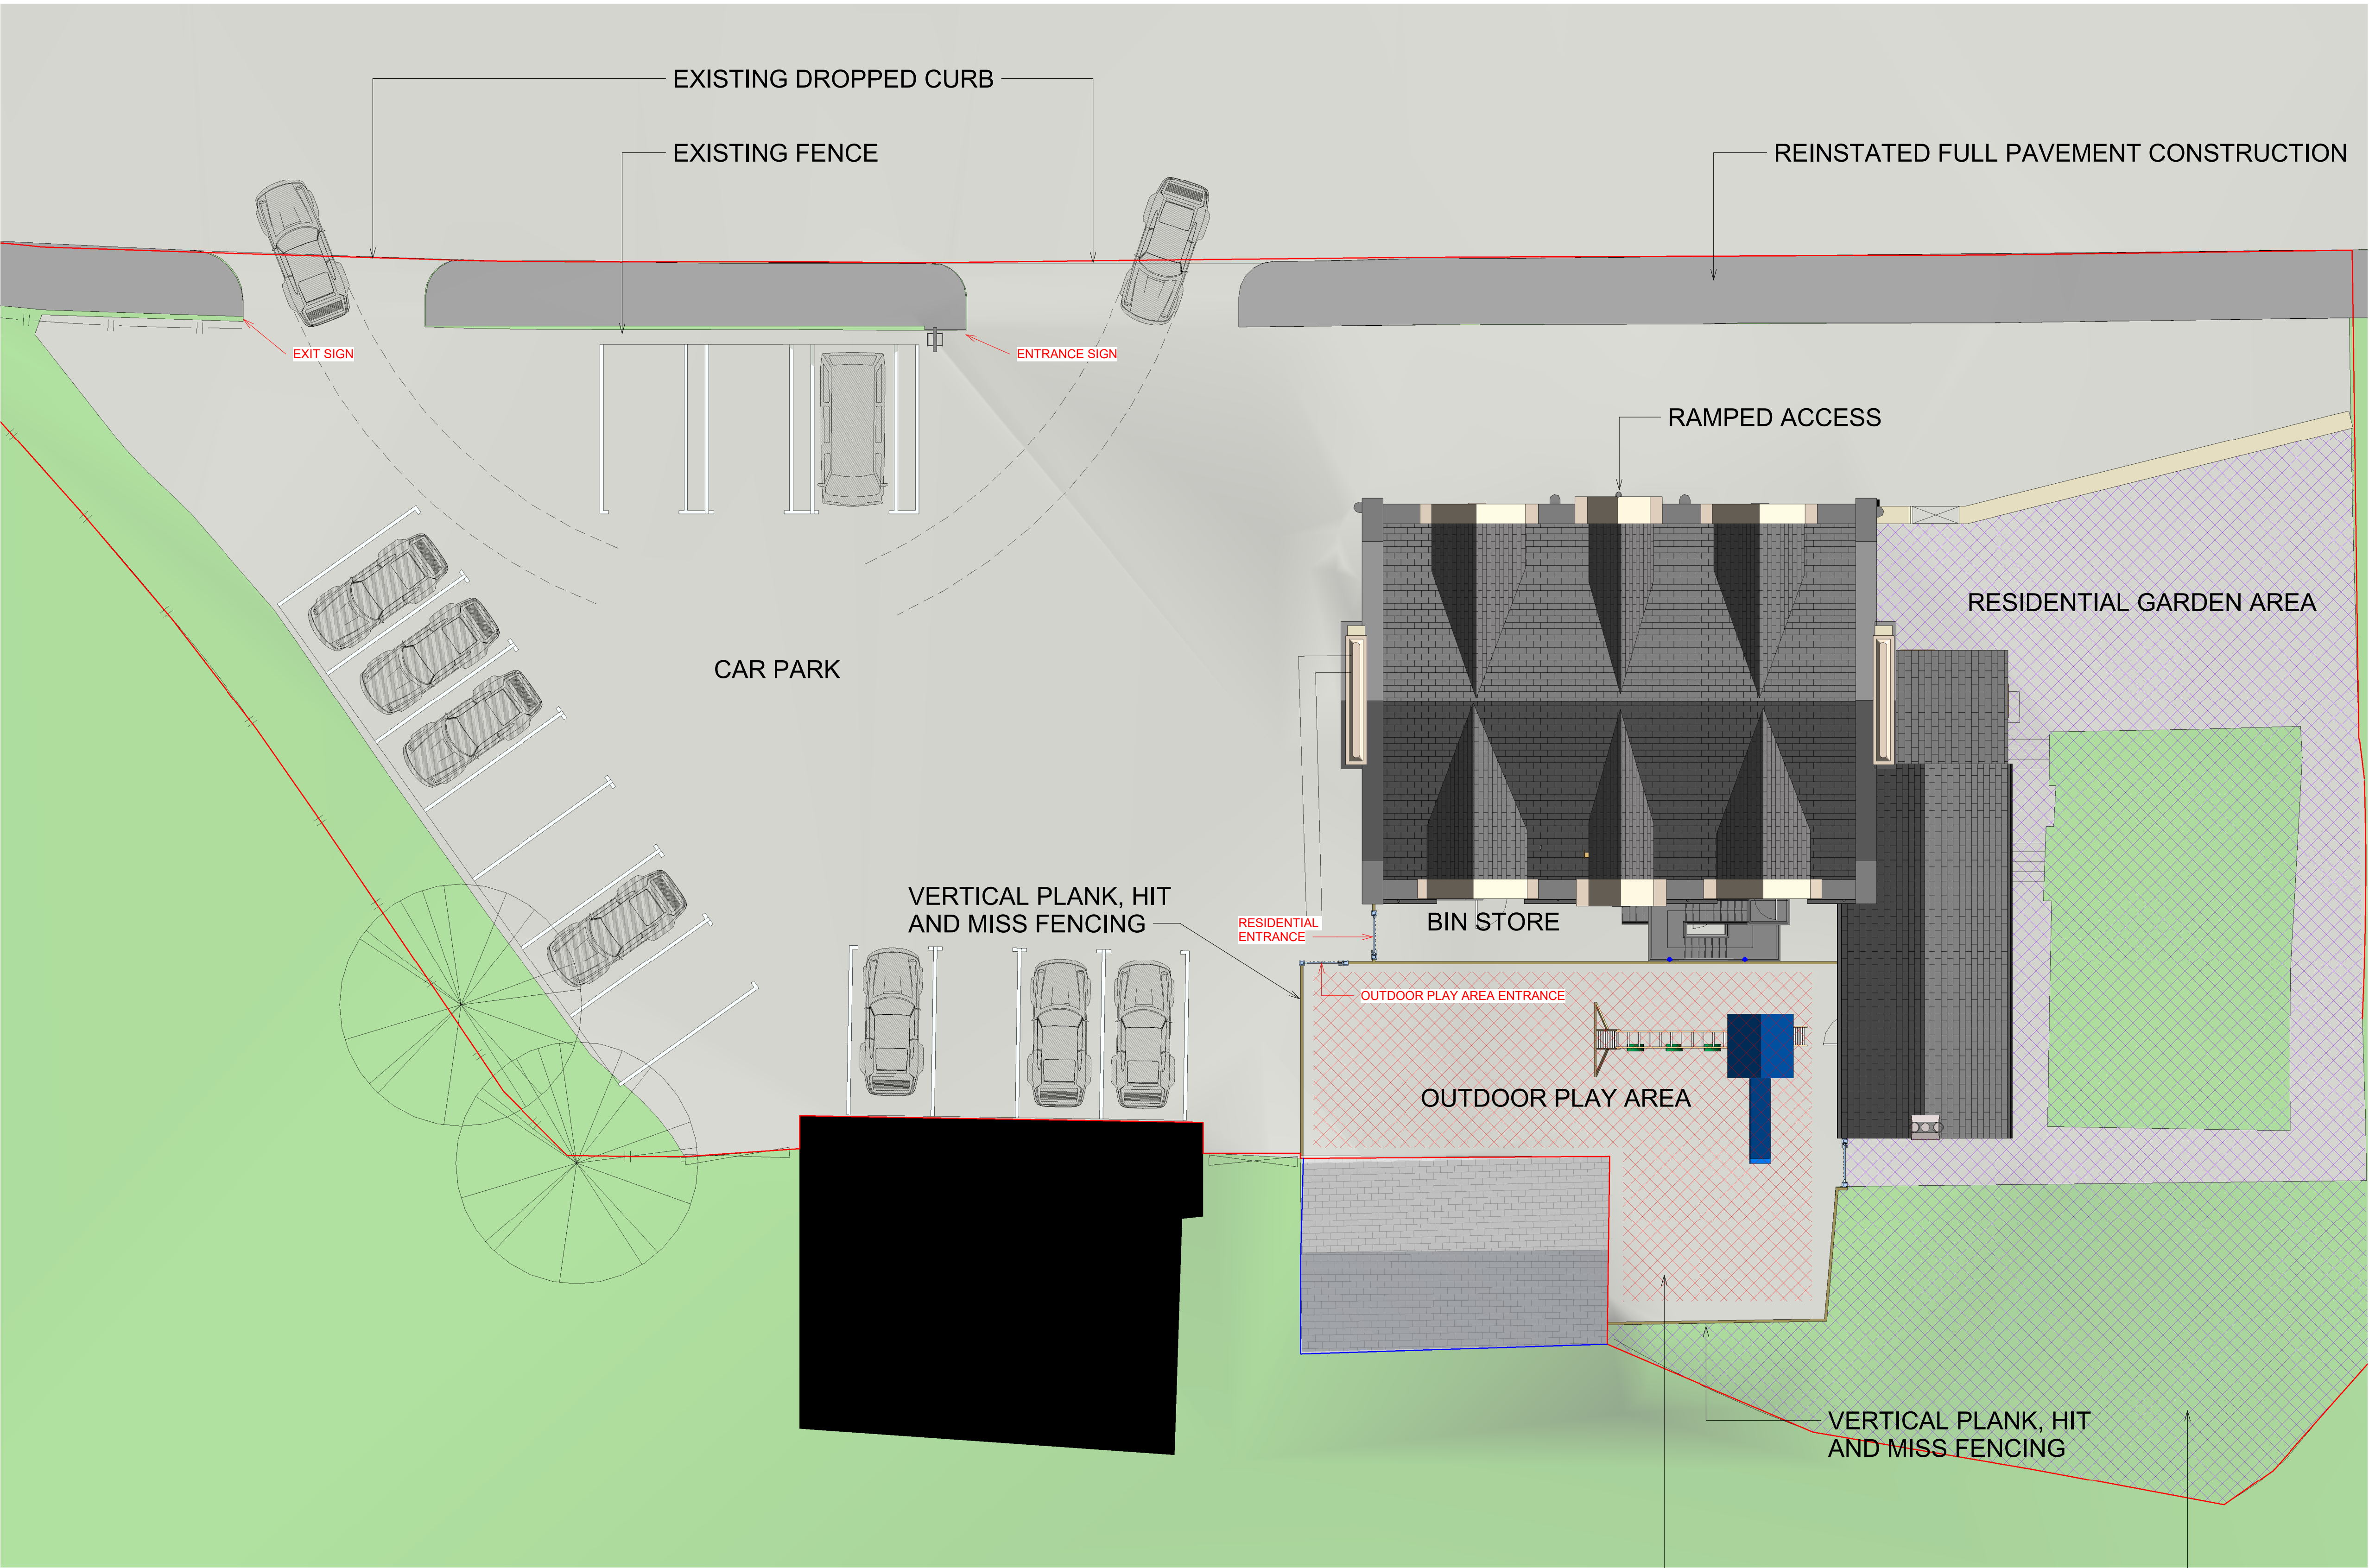 EXISTING DROPPED CURB
EXISTING FENCE
REINSTATED FULL PAVEMENT CONSTRUCTION
EXIT SIGN
ENTRANCE SIGN
RAMPED ACCESS
RESIDENTIAL GARDEN AREA
CAR PARK
VERTICAL PLANK, HIT
AND MISS FENCING
RESIDENTIAL
ENTRANCE
BIN STORE
OUTDOOR PLAY AREA ENTRANCE
OUTDOOR PLAY AREA
VERTICAL PLANK, HIT
AND MISS FENCING